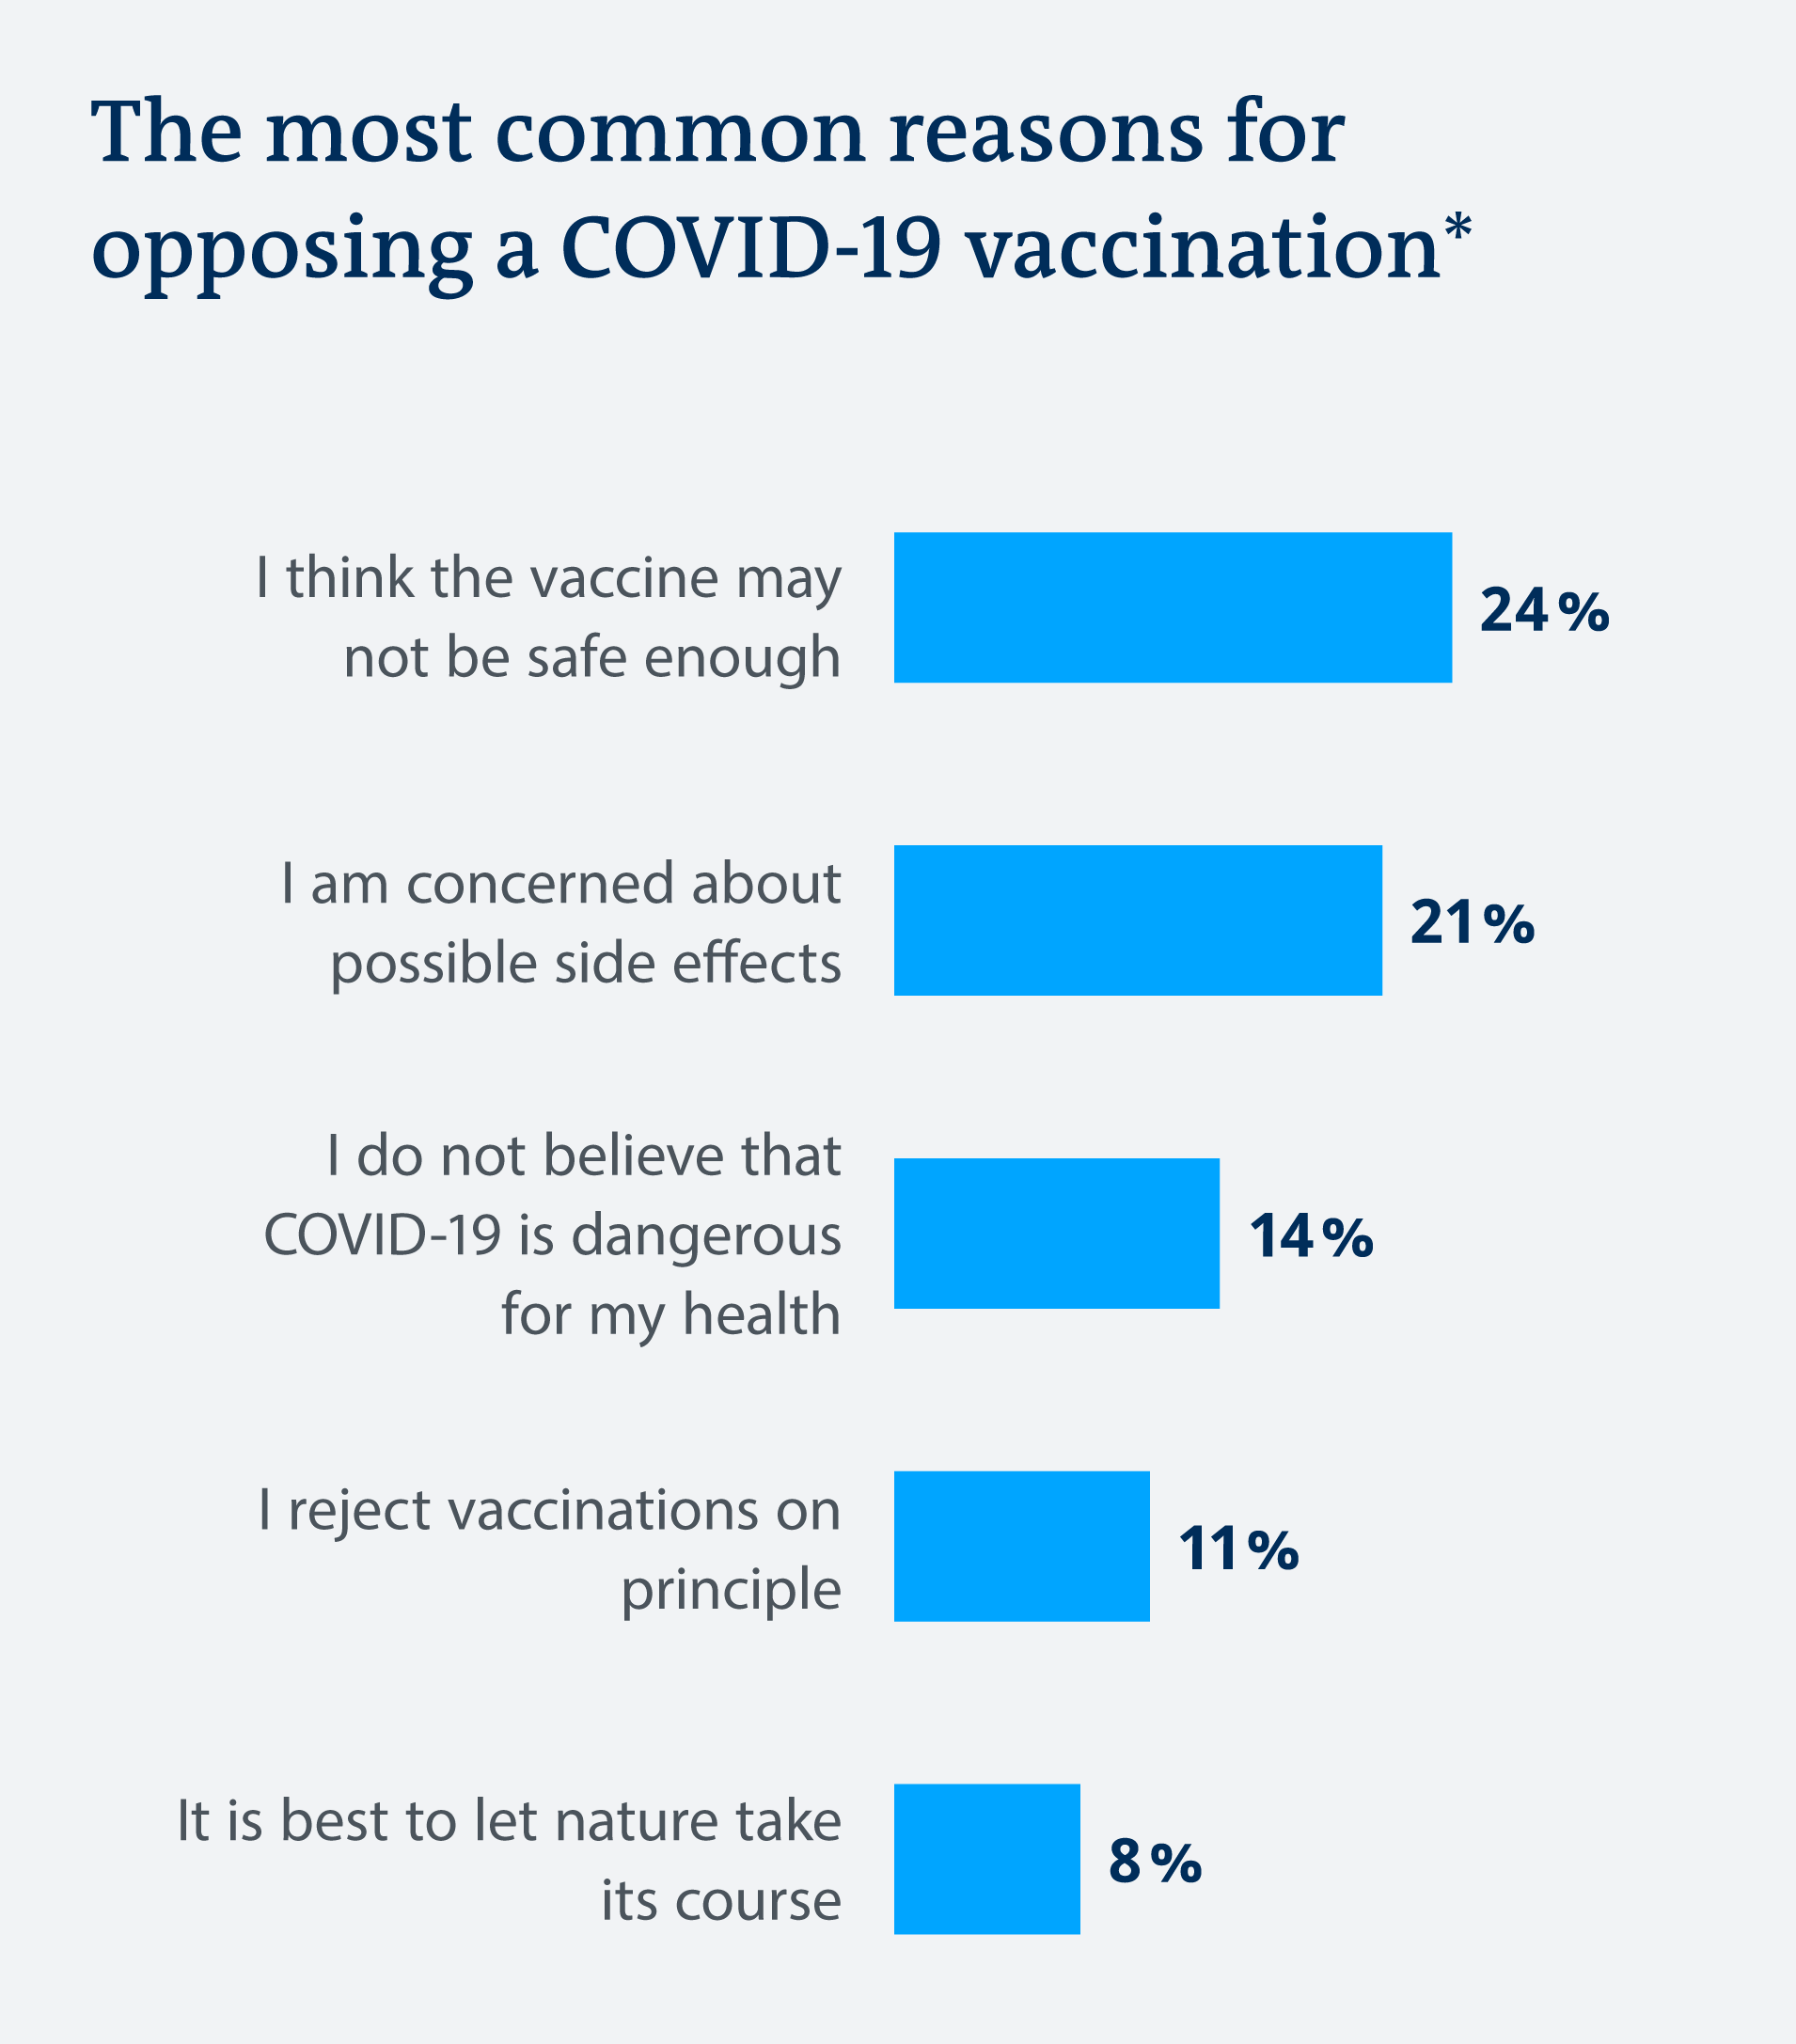 The most common reasons for
opposing a COVID-19 vaccination*
I think the vaccine may
not be safe enough
24%
I am concerned about
possible side effects
21%
I do not believe that
COVID-19 is dangerous
for my health
14%
I reject vaccinations on
principle
11%
It is best to let nature take
its course
8%